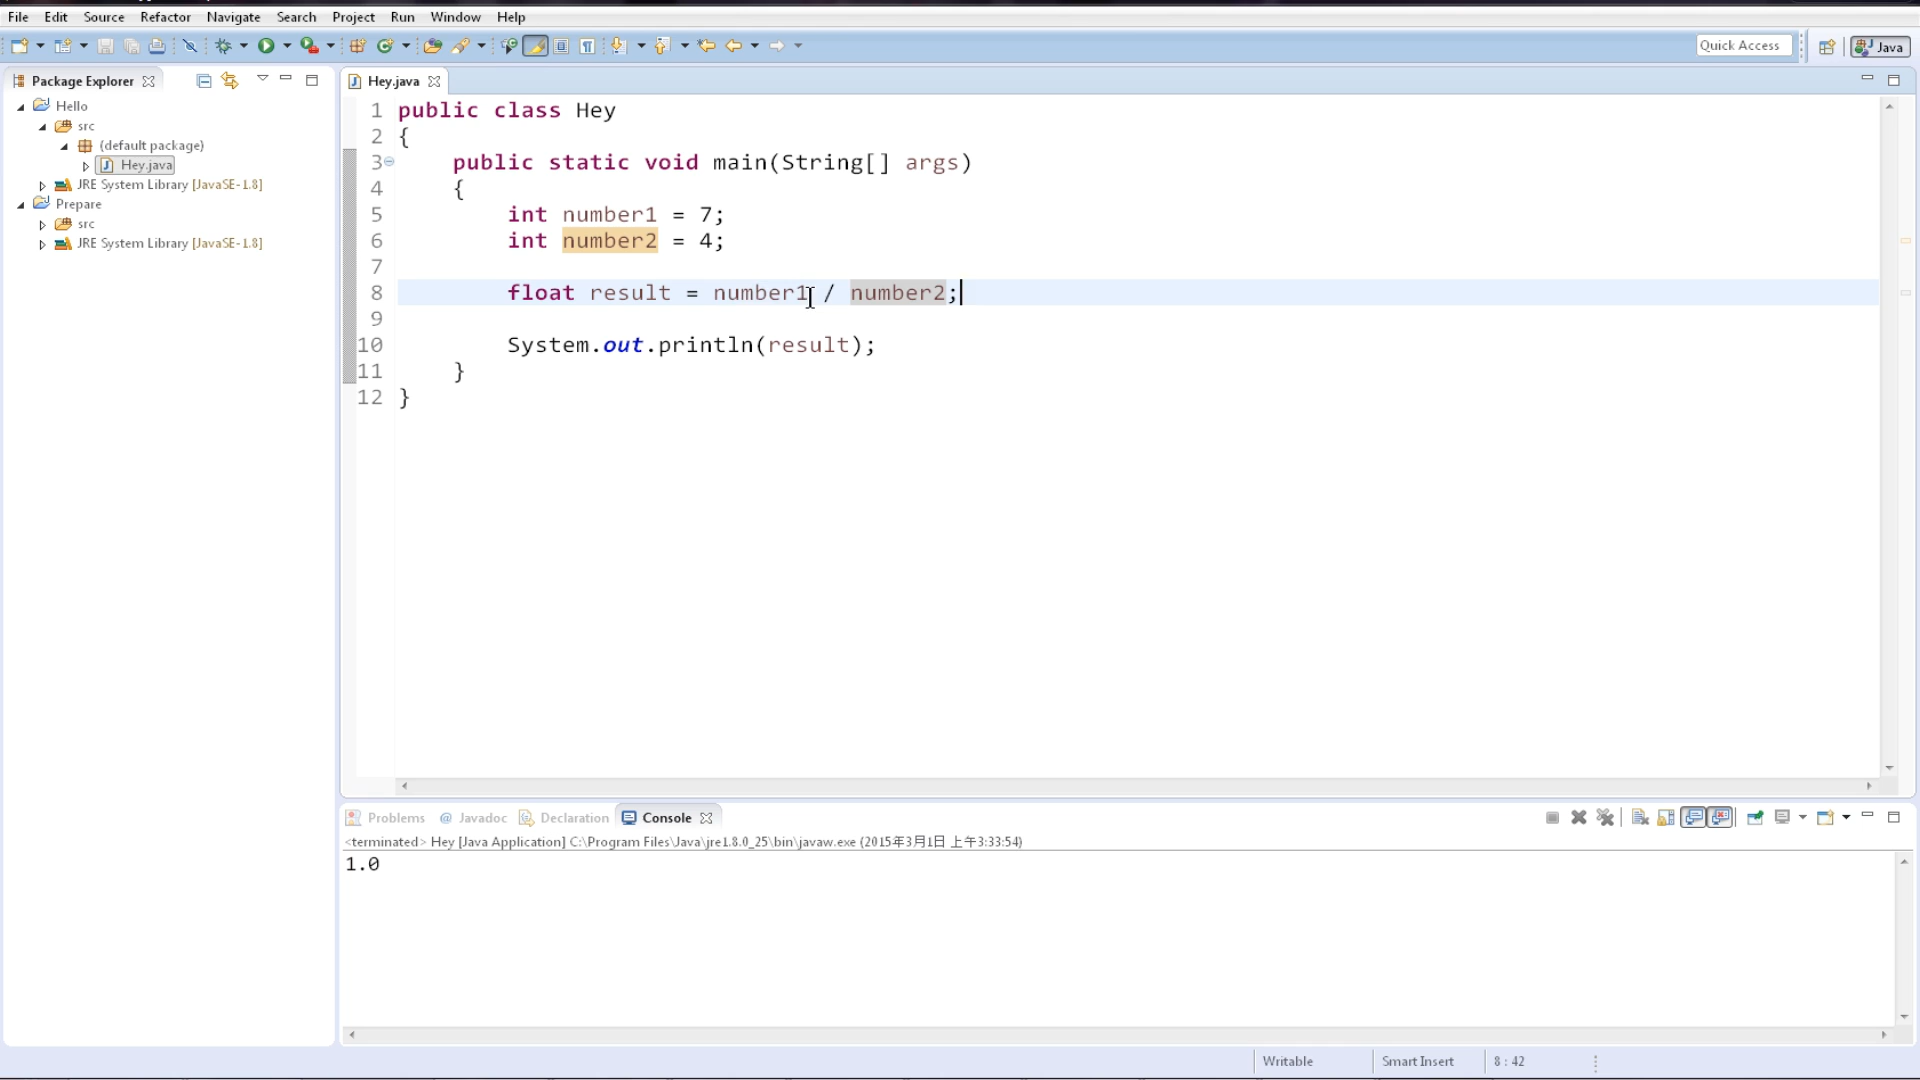 File Edit Source Refactor Navigate Search Project Run Window Help
Quick Access
Java
Package Explorer
Hello
src
(default package)
Hey.java
JRE System Library [JavaSE-1.8]
Prepare
src
JRE System Library [JavaSE-1.8]
Hey.java
1 public class Hey
2 {
3 public static void main(String[] args)
4 {
5 int number1 = 7;
6 int number2 = 4;
7
8 float result = number1 / number2;
9
10 System.out.println(result);
11 }
12 }
Problems @ Javadoc Declaration Console
<terminated> Hey [Java Application] C:\Program Files\Java\jre1.8.0_25\bin\javaw.exe (2015年3月1日 上午3:33:54)
1.0
Writable Smart Insert 8 : 42